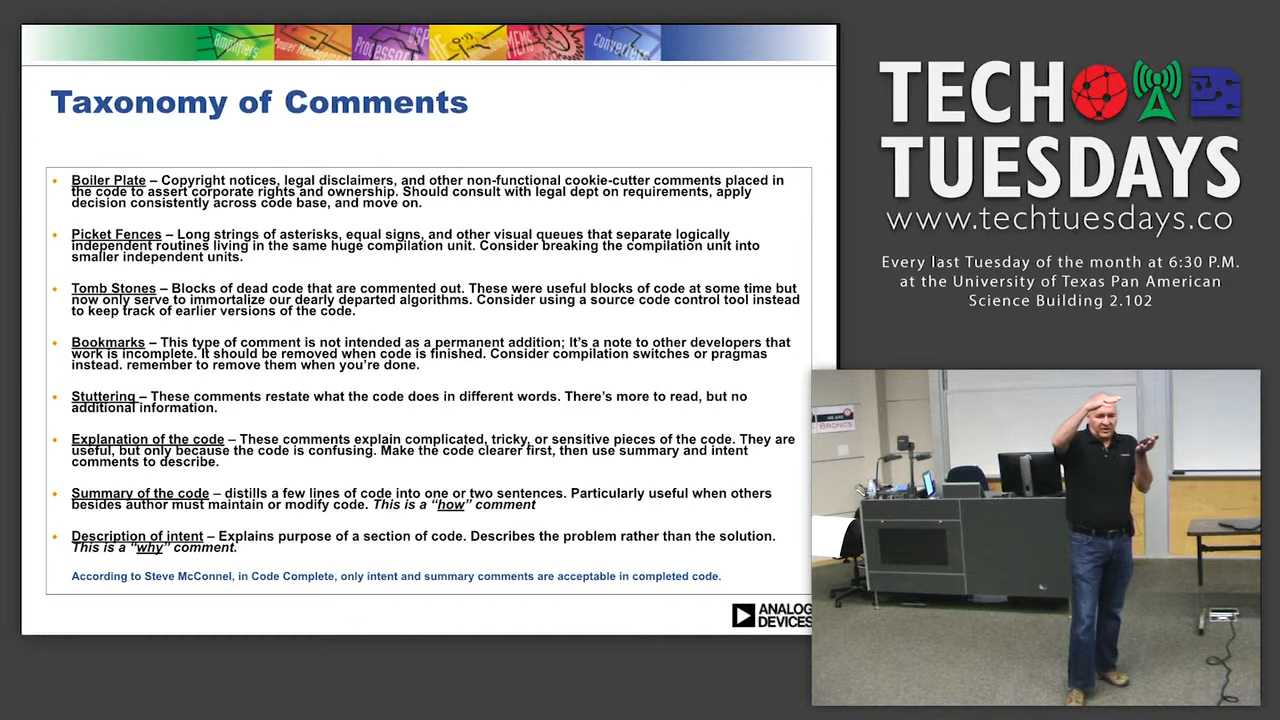 Amplifiers
Power Management
Processors
DSP
RF
MEMS
Converters
Taxonomy of Comments
Boiler Plate – Copyright notices, legal disclaimers, and other non-functional cookie-cutter comments placed in
the code to assert corporate rights and ownership. Should consult with legal dept on requirements, apply
decision consistently across code base, and move on.
Picket Fences – Long strings of asterisks, equal signs, and other visual queues that separate logically
independent routines living in the same huge compilation unit. Consider breaking the compilation unit into
smaller independent units.
Tomb Stones – Blocks of dead code that are commented out. These were useful blocks of code at some time but
now only serve to immortalize our dearly departed algorithms. Consider using a source code control tool instead
to keep track of earlier versions of the code.
Bookmarks – This type of comment is not intended as a permanent addition; It's a note to other developers that
work is incomplete. It should be removed when code is finished. Consider compilation switches or pragmas
instead. remember to remove them when you're done.
Stuttering – These comments restate what the code does in different words. There's more to read, but no
additional information.
Explanation of the code – These comments explain complicated, tricky, or sensitive pieces of the code. They are
useful, but only because the code is confusing. Make the code clearer first, then use summary and intent
comments to describe.
Summary of the code – distills a few lines of code into one or two sentences. Particularly useful when others
besides author must maintain or modify code. This is a "how" comment
Description of intent – Explains purpose of a section of code. Describes the problem rather than the solution.
This is a "why" comment.
According to Steve McConnel, in Code Complete, only intent and summary comments are acceptable in completed code.
ANALOG
DEVICES
TECH
TUESDAYS
www.techtuesdays.co
Every last Tuesday of the month at 6:30 P.M.
at the University of Texas Pan American
Science Building 2.102
WE ARE
BRONCS